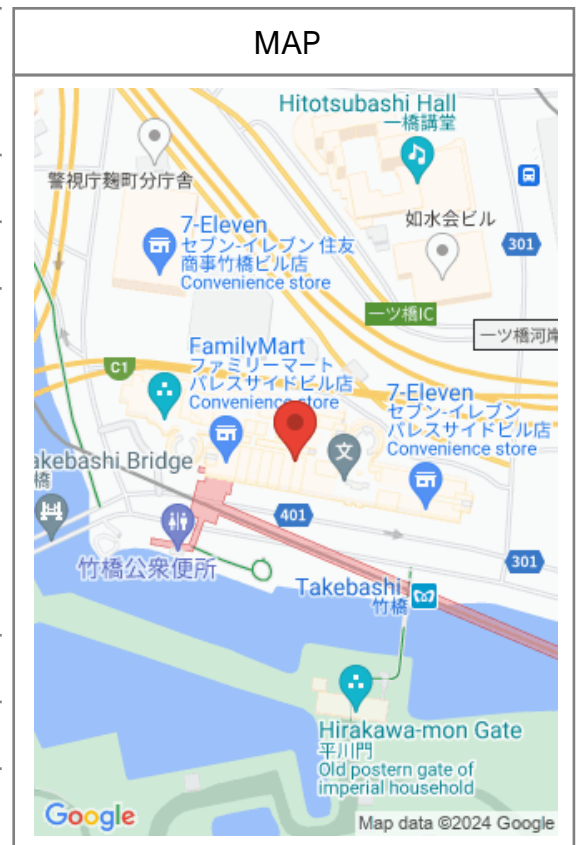 MAP
Hitotsubashi Hall
一橋講堂
警視庁麹町分庁舎
如水会ビル
7-Eleven
セブン-イレブン 住友
商事竹橋ビル店
Convenience store
301
一ツ橋IC
一ツ橋河岸
FamilyMart
ファミリーマート
パレスサイドビル店
Convenience store
C1
7-Eleven
セブン-イレブン
パレスサイドビル店
Convenience store
文
akebashi Bridge
橋
401
竹橋公衆便所
301
Takebashi
竹橋
Hirakawa-mon Gate
平川門
Old postern gate of
imperial household
Google
Map data ©2024 Google